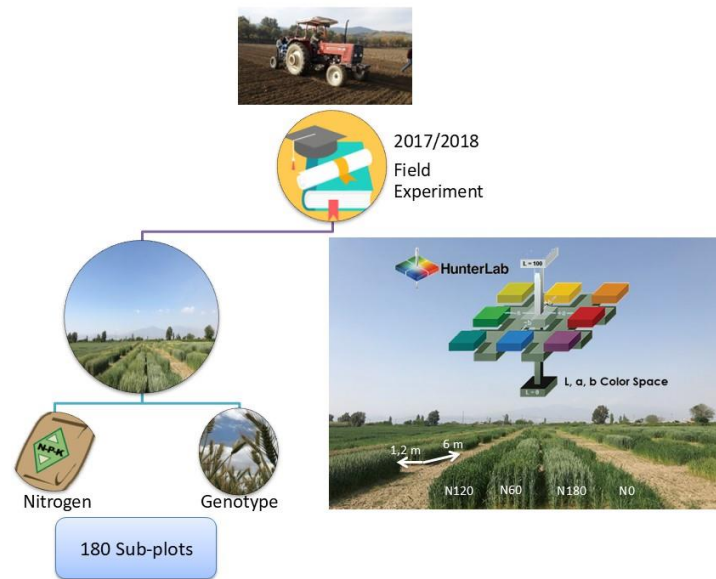 2017/2018
Field
Experiment
N-P-K
Nitrogen
Genotype
180 Sub-plots
HunterLab
L = 100
L, a, b Color Space
L = 0
1,2 m
6 m
N120
N60
N180
N0